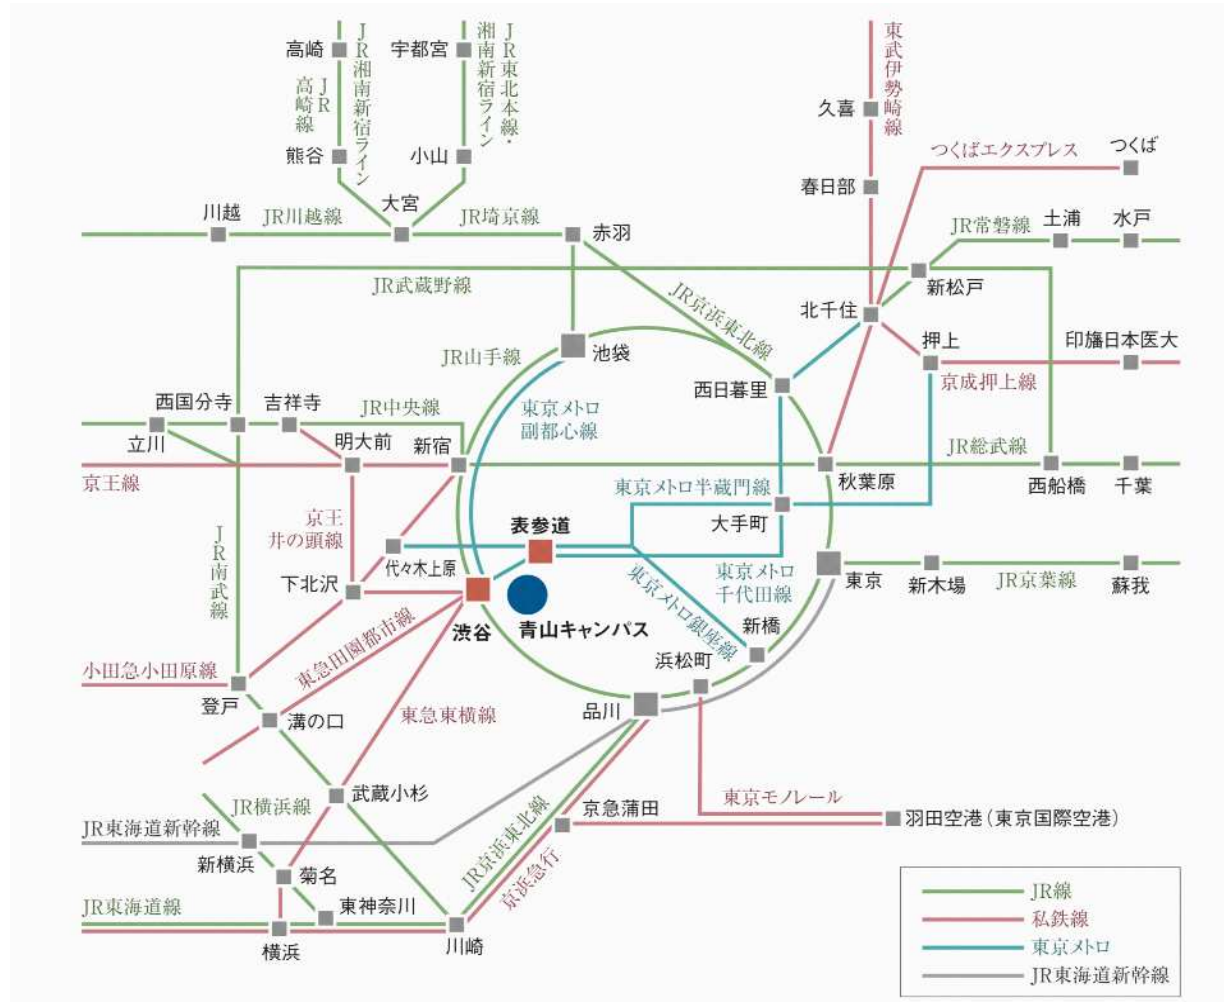 高崎
JR高崎線
JR湘南新宿ライン
宇都宮
JR東北本線・
湘南新宿ライン
熊谷
小山
大宮
川越
JR川越線
JR埼京線
赤羽
東武伊勢崎線
久喜
春日部
つくばエクスプレス
つくば
JR常磐線
土浦
水戸
新松戸
北千住
JR武蔵野線
JR京浜東北線
JR山手線
池袋
西日暮里
押上
印旛日本医大
京成押上線
東京メトロ
副都心線
西国分寺
吉祥寺
JR中央線
立川
明大前
新宿
京王線
JR総武線
秋葉原
西船橋
千葉
東京メトロ半蔵門線
大手町
京王
井の頭線
表参道
代々木上原
JR南武線
下北沢
東京メトロ
千代田線
東京
新木場
JR京葉線
蘇我
渋谷
青山キャンパス
東京メトロ銀座線
新橋
浜松町
小田急小田原線
東急田園都市線
登戸
溝の口
東急東横線
品川
武蔵小杉
JR横浜線
JR東海道新幹線
新横浜
菊名
東神奈川
JR京浜東北線
京急蒲田
京浜急行
東京モノレール
羽田空港(東京国際空港)
JR東海道線
横浜
川崎
JR線
私鉄線
東京メトロ
JR東海道新幹線